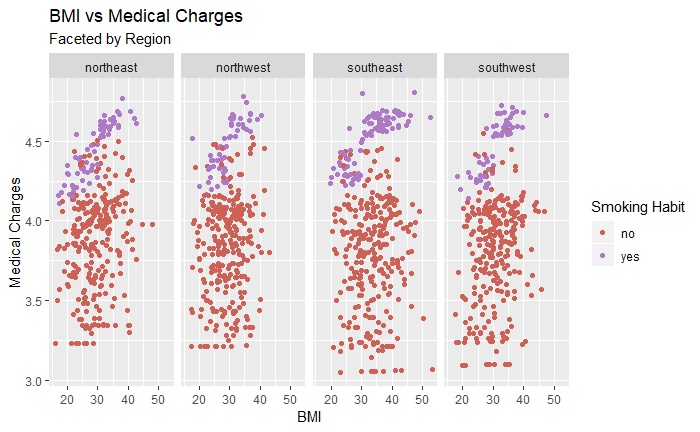 BMI vs Medical Charges
Faceted by Region
northeast northwest southeast southwest
4.5
4.0
3.5
3.0
Medical Charges
20 30 40 50 20 30 40 50 20 30 40 50 20 30 40 50
BMI
Smoking Habit
no
yes